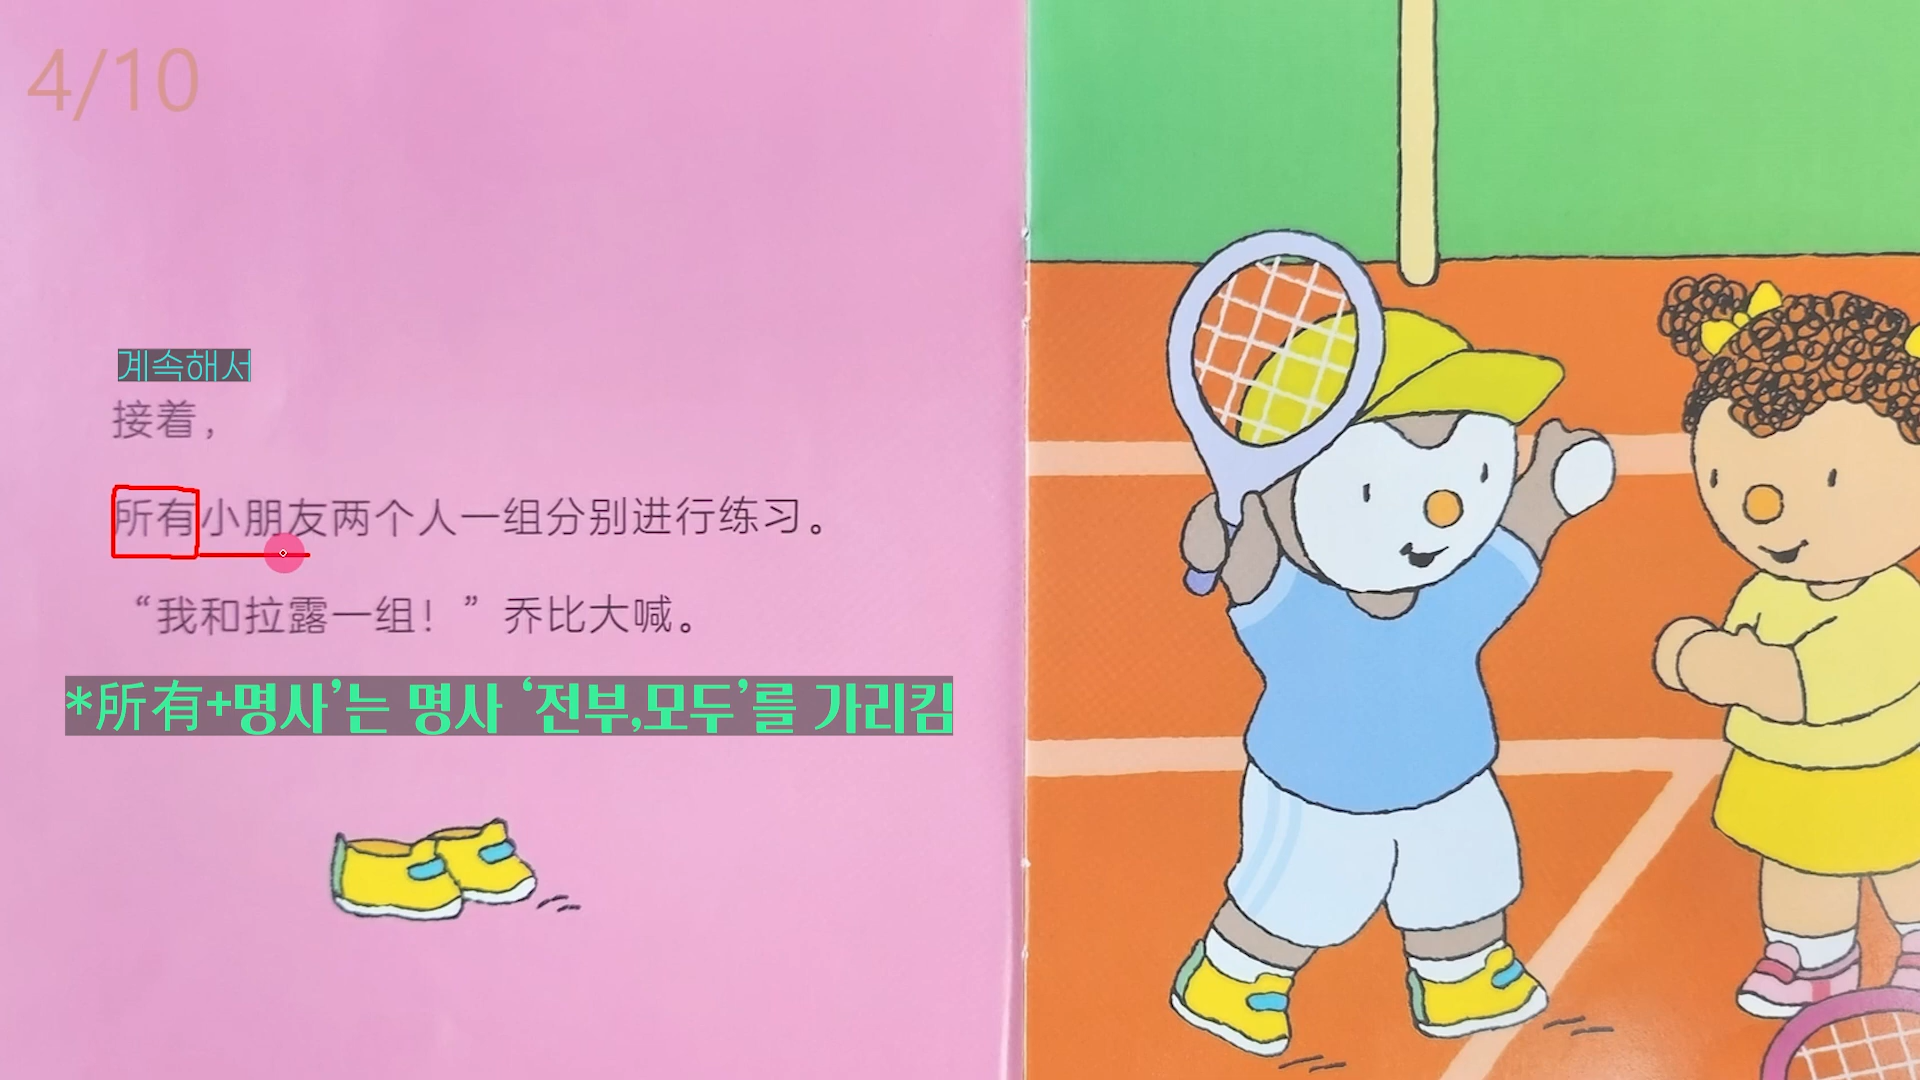 4/10
계속해서
接着，
所有小朋友两个人一组分别进行练习。
“我和拉露一组！”乔比大喊。
*所有+명사’는 명사 ‘전부,모두’를 가리킴